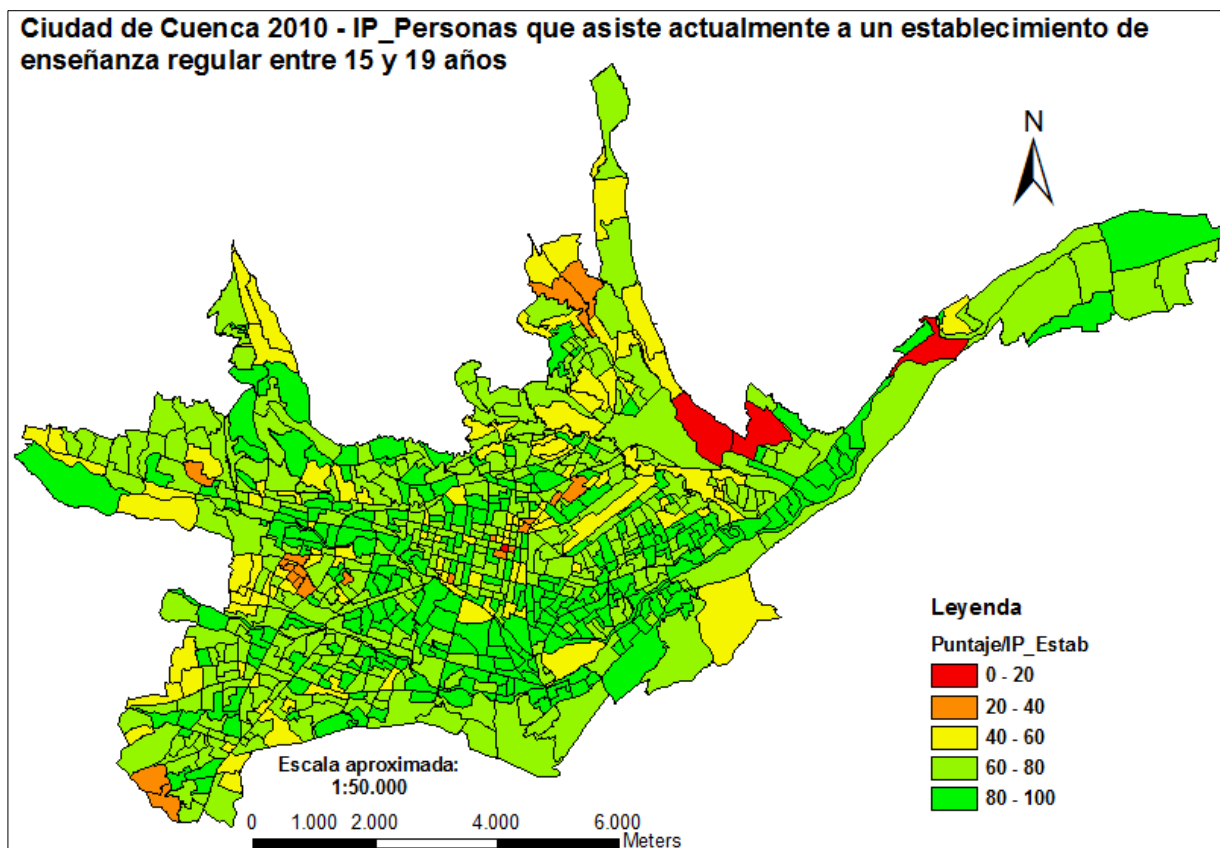 Ciudad de Cuenca 2010 - IP_Personas que asiste actualmente a un establecimiento de
enseñanza regular entre 15 y 19 años
N
Leyenda
Puntaje/IP_Estab
0 - 20
20 - 40
40 - 60
60 - 80
80 - 100
Escala aproximada:
1:50.000
0 1.000 2.000 4.000 6.000
Meters